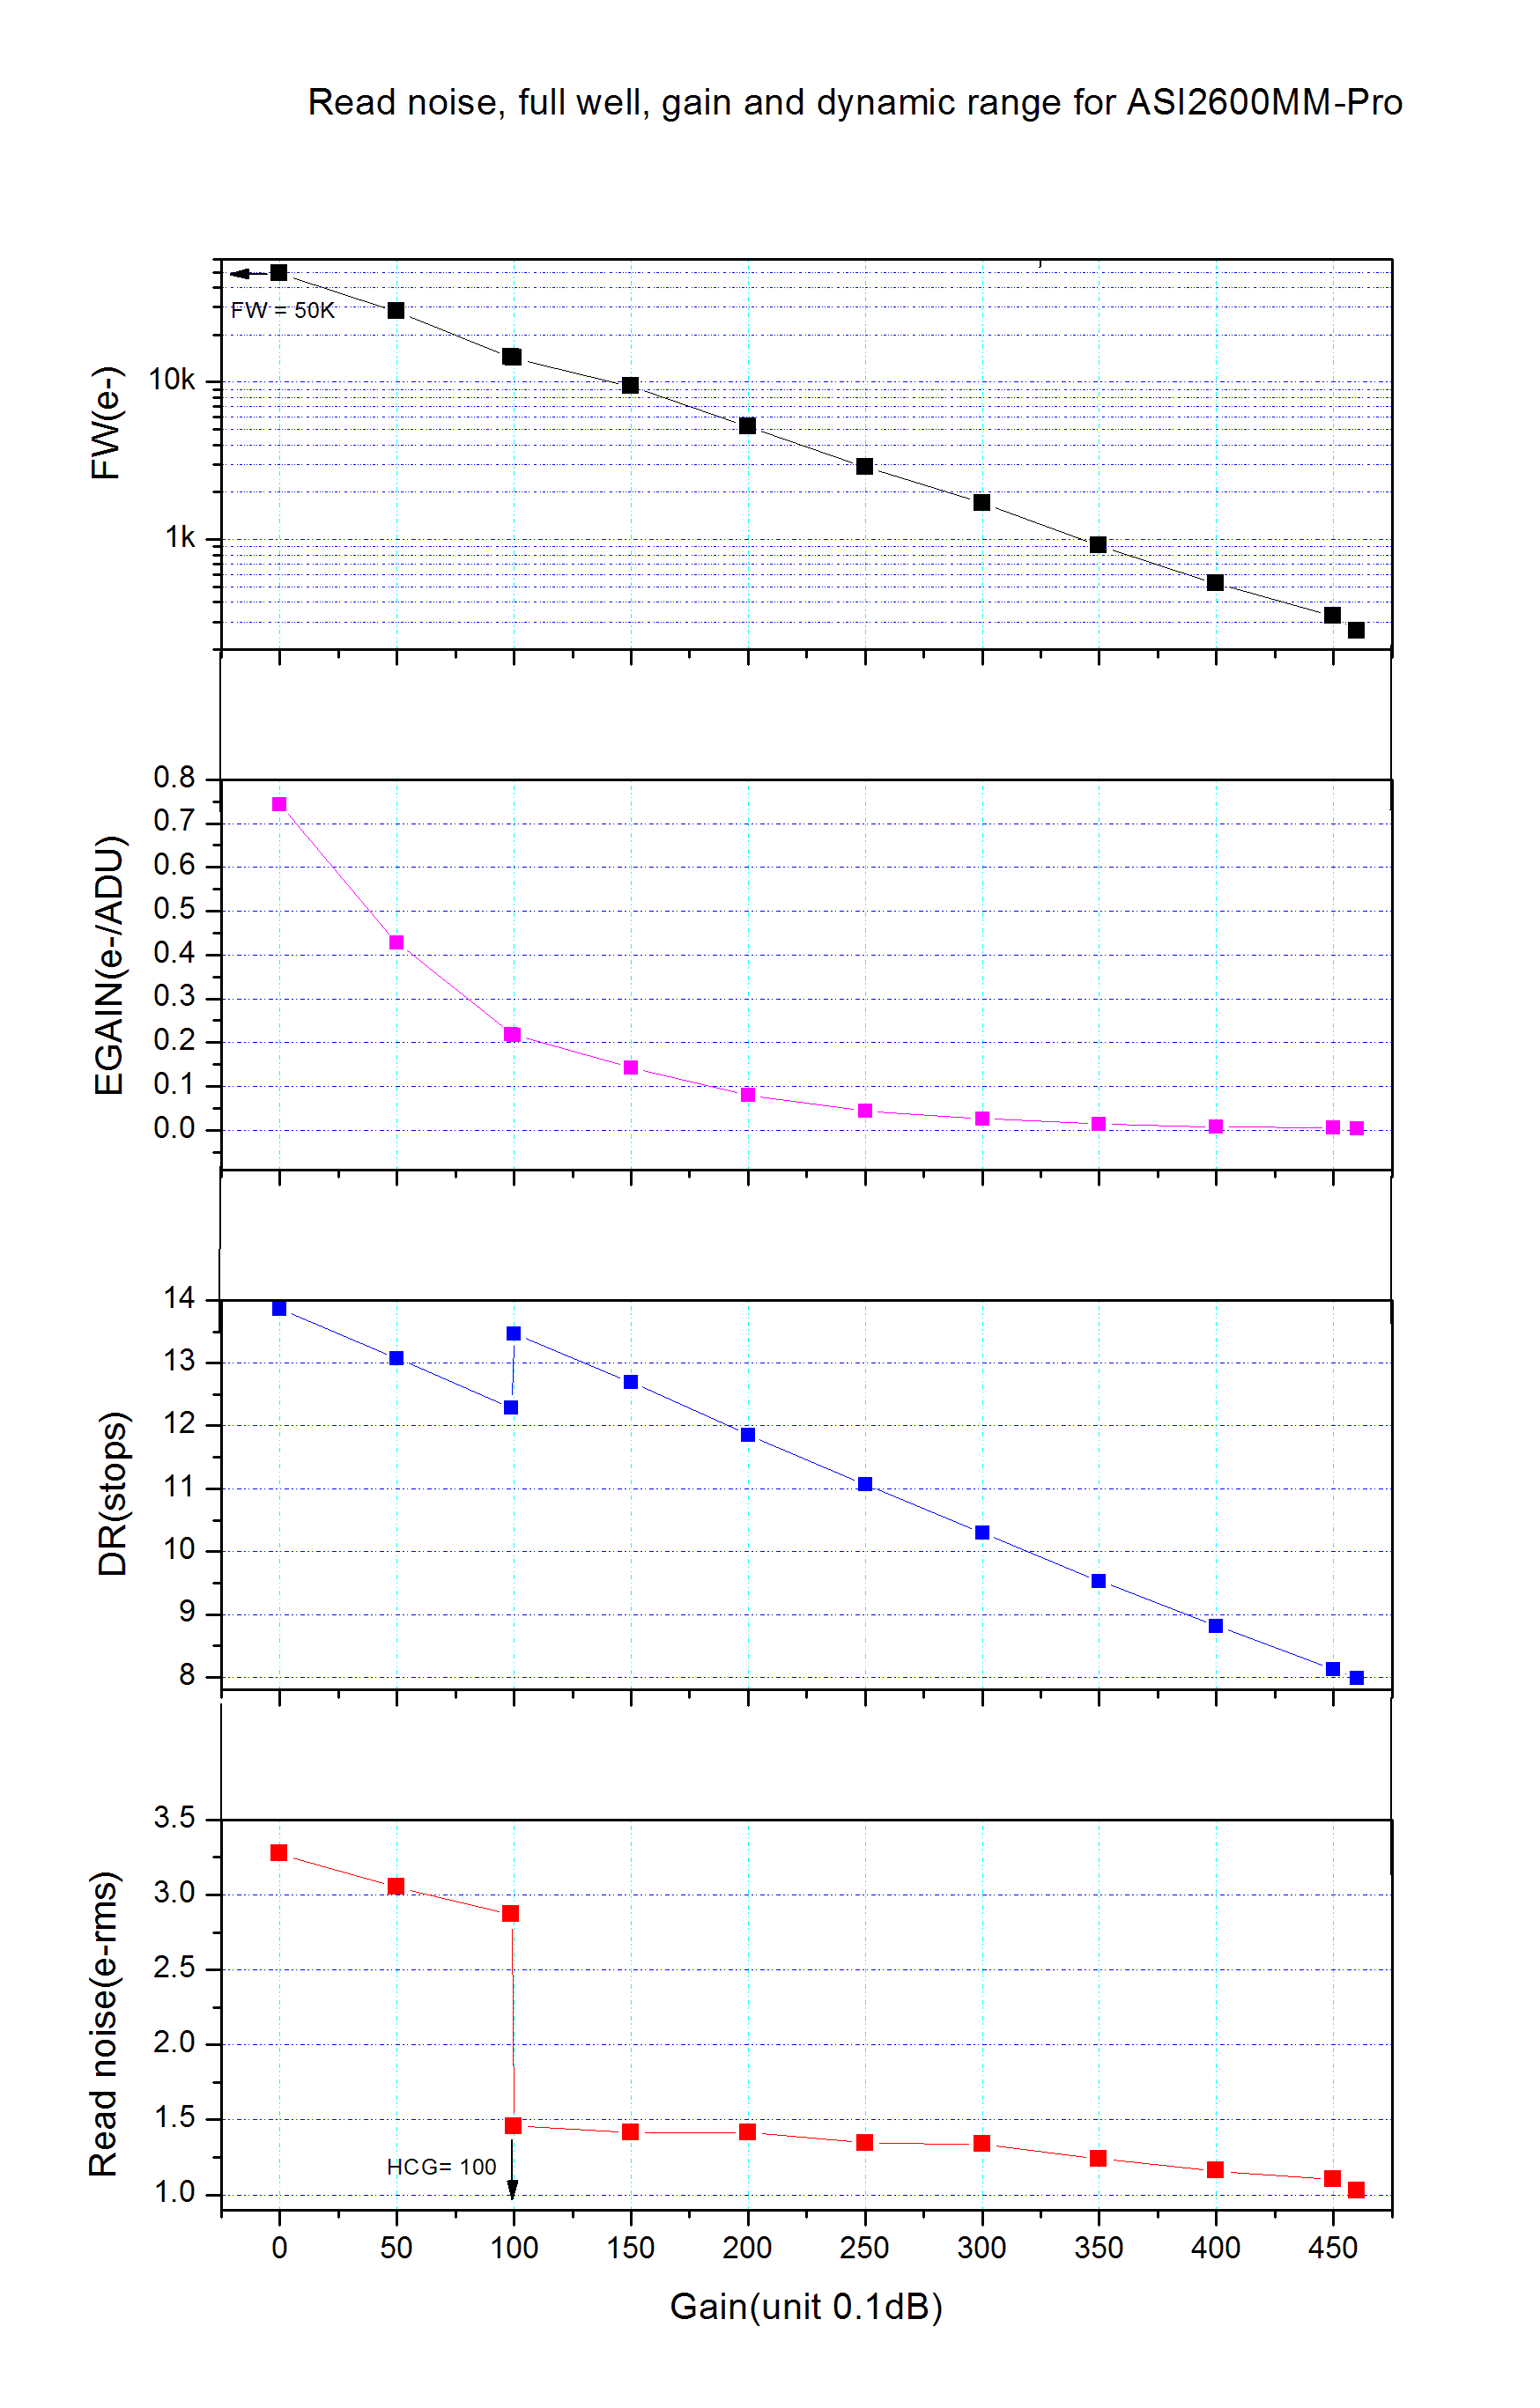 Read noise, full well, gain and dynamic range for ASI2600MM-Pro
FW(e-)
10k
1k
FW = 50K
EGAIN(e-/ADU)
0.8
0.7
0.6
0.5
0.4
0.3
0.2
0.1
0.0
DR(stops)
14
13
12
11
10
9
8
Read noise(e-rms)
3.5
3.0
2.5
2.0
1.5
1.0
HCG= 100
0 50 100 150 200 250 300 350 400 450
Gain(unit 0.1dB)